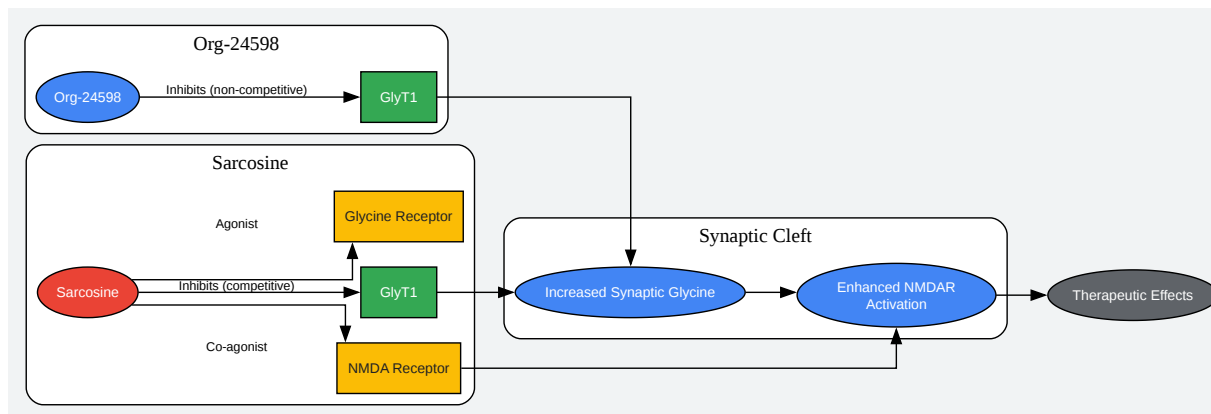 Org-24598
Org-24598
Inhibits (non-competitive)
GlyT1
Sarcosine
Agonist
Glycine Receptor
Sarcosine
Inhibits (competitive)
GlyT1
Co-agonist
NMDA Receptor
Synaptic Cleft
Increased Synaptic Glycine
Enhanced NMDAR
Activation
Therapeutic Effects